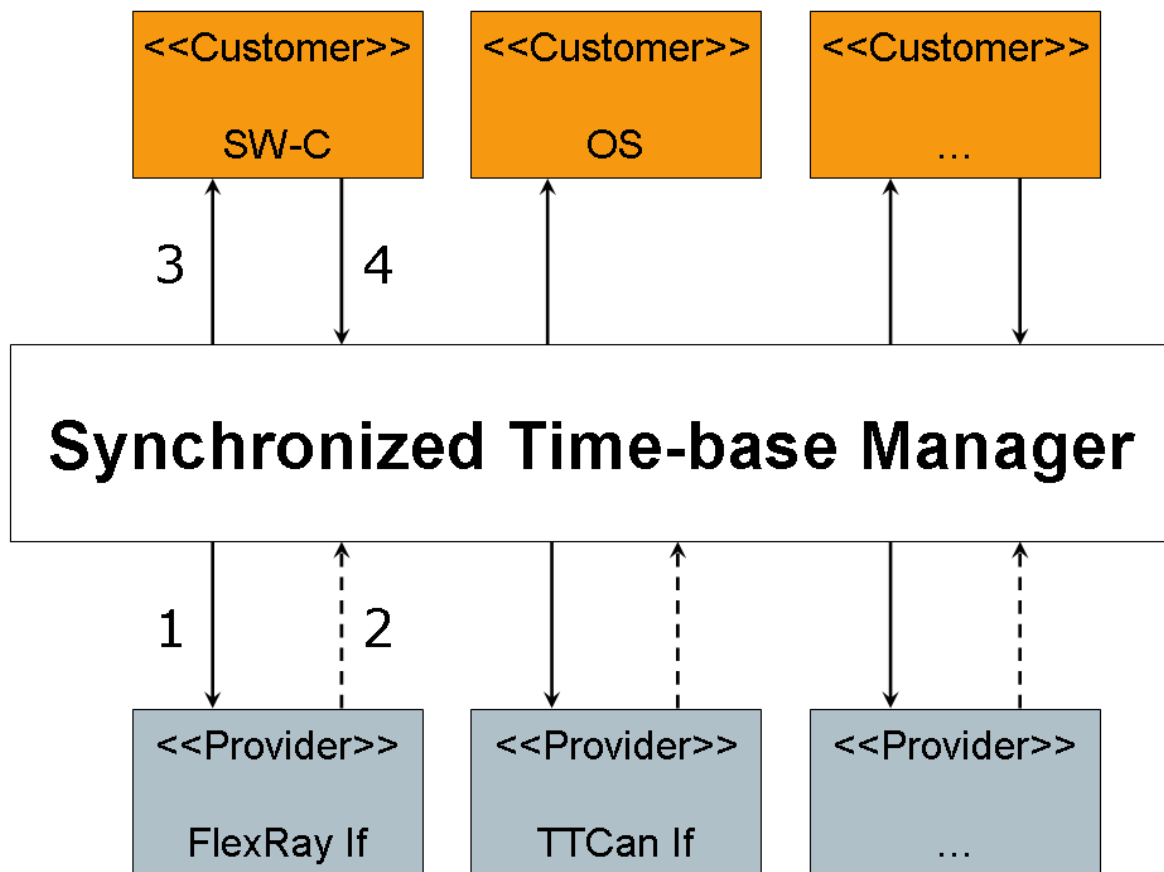 <<Customer>>
SW-C
<<Customer>>
OS
<<Customer>>
...
3
4
Synchronized Time-base Manager
1
2
<<Provider>>
FlexRay If
<<Provider>>
TTCan If
<<Provider>>
...